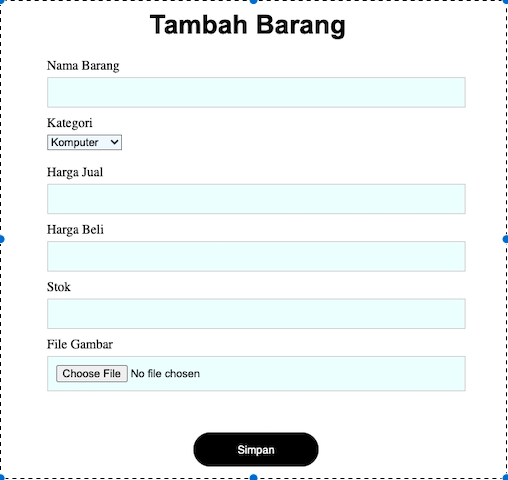 Tambah Barang
Nama Barang
Kategori
Komputer
Harga Jual
Harga Beli
Stok
File Gambar
Choose File No file chosen
Simpan